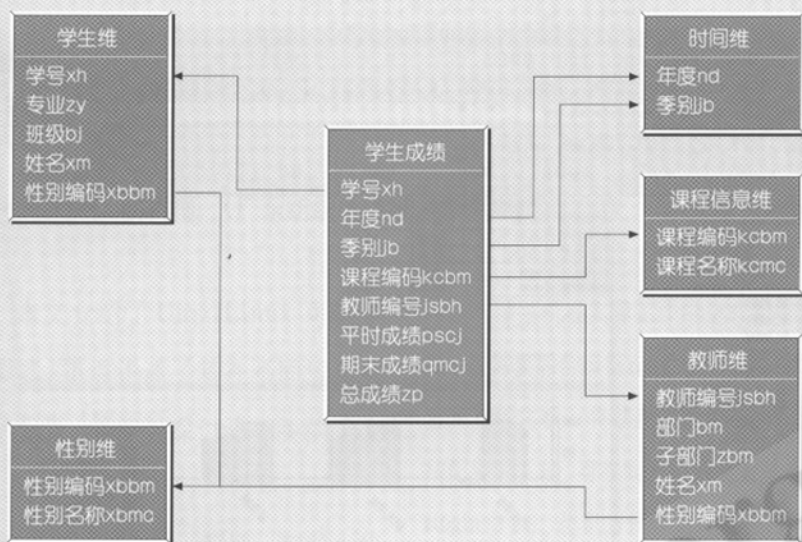 学生维
学号xh
专业zy
班级bj
姓名xm
性别编码xbbm
时间维
年度nd
季别jb
学生成绩
学号xh
年度nd
季别jb
课程编码kcbm
教师编号jsbh
平时成绩pscj
期末成绩qmcj
总成绩zp
课程信息维
课程编码kcbm
课程名称kcmc
教师维
教师编号jsbh
部门bm
子部门zbm
姓名xm
性别编码xbbm
性别维
性别编码xbbm
性别名称xbmc